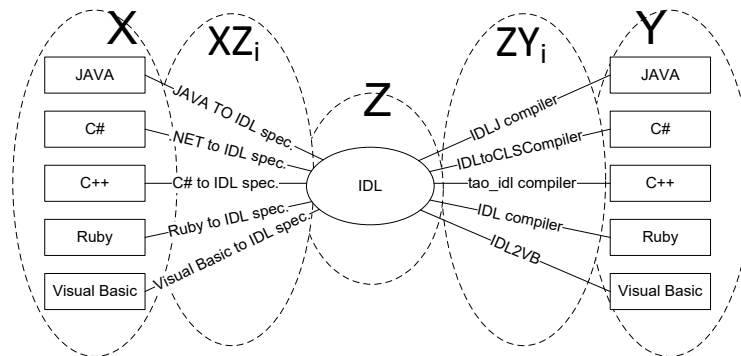 X
XZi
Z
ZYi
Y
JAVA
C#
C++
Ruby
Visual Basic
JAVA TO IDL spec.
.NET to IDL spec.
C# to IDL spec.
Ruby to IDL spec.
Visual Basic to IDL spec.
IDL
IDLJ compiler
IDLtoCLSCompiler
tao_idl compiler
IDL compiler
IDL2VB
JAVA
C#
C++
Ruby
Visual Basic